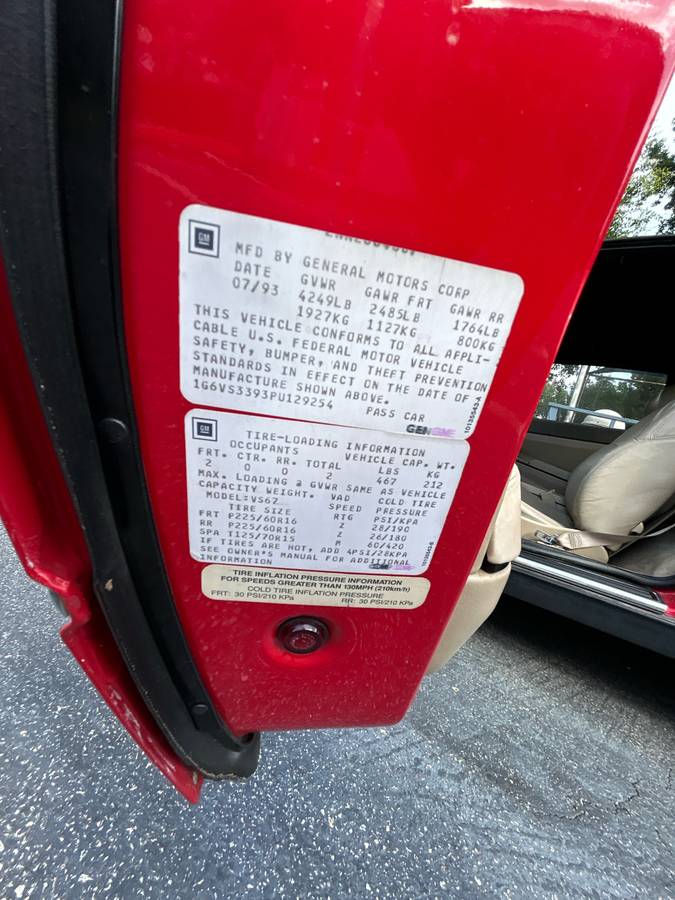 GM
MFD BY GENERAL MOTORS CORP
DATE GVWR GAWR FRT GAWR RR
07/93 4249LB 2485LB 1764LB
1927KG 1127KG 800KG
THIS VEHICLE CONFORMS TO ALL APPLI-
CABLE U.S. FEDERAL MOTOR VEHICLE
SAFETY, BUMPER, AND THEFT PREVENTION
STANDARDS IN EFFECT ON THE DATE OF
MANUFACTURE SHOWN ABOVE.
1G6VS3393PU129254 PASS CAR
GM
TIRE-LOADING INFORMATION
OCCUPANTS VEHICLE CAP. WT.
FRT. CTR. RR. TOTAL LBS KG
2 0 0 2 467 212
MAX. LOADING @ GVWR SAME AS VEHICLE
CAPACITY WEIGHT. VAD COLD TIRE
MODEL:VS67 SPEED PRESSURE
TIRE SIZE RTG PSI/KPA
FRT P225/60R16 Z 28/190
RR P225/60R16 Z 26/180
SPA T125/70R15 M 60/420
IF TIRES ARE HOT, ADD 4PSI/28KPA
SEE OWNER'S MANUAL FOR ADDITIONAL
INFORMATION
TIRE INFLATION PRESSURE INFORMATION
FOR SPEEDS GREATER THAN 130MPH (210km/h)
COLD TIRE INFLATION PRESSURE
FRT: 30 PSI/210 KPa RR: 30 PSI/210 KPa